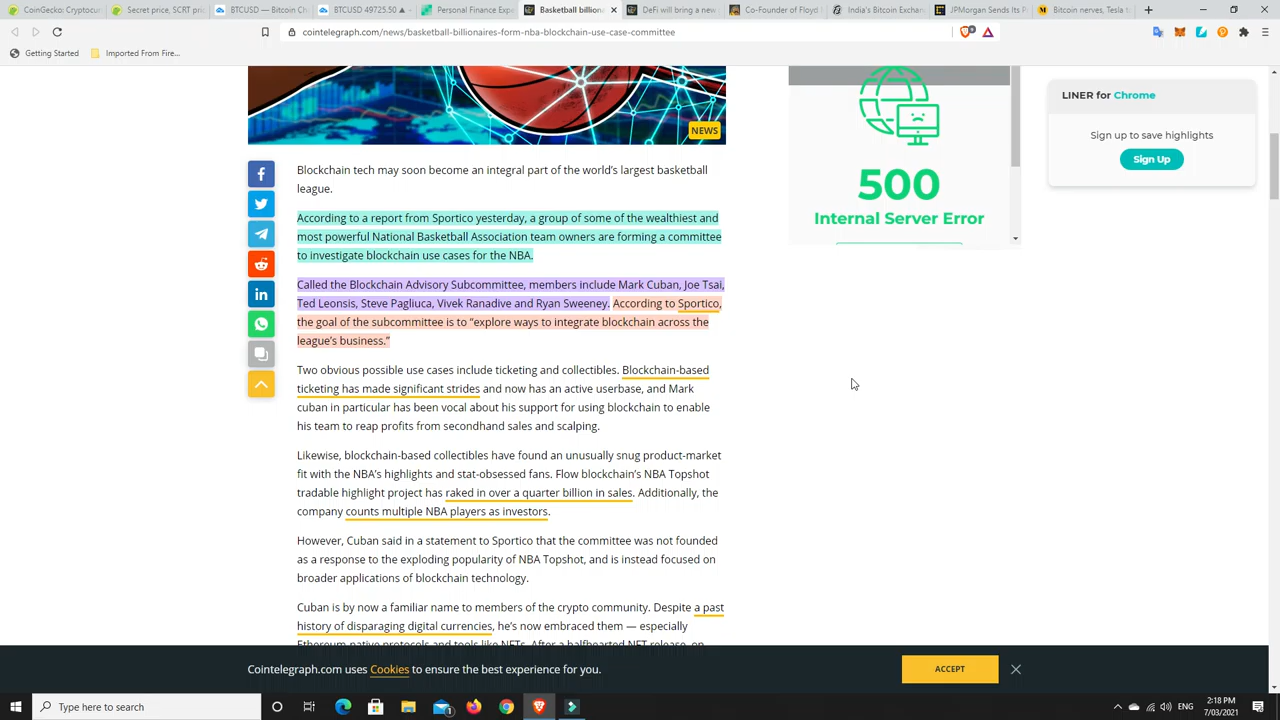 CoinGecko: Cryptocur
Secret price, SCRT pri
BTCUSD — Bitcoin Ch
BTCUSD 49725.50 ▲
Personal Finance Exp
Basketball billion
DeFi will bring a new
Co-Founder of Floyd
India's Bitcoin Exchan
JPMorgan Sends Its P
Bitcoin nerves, Tesla t
cointelegraph.com/news/basketball-billionaires-form-nba-blockchain-use-case-committee
Getting Started
Imported From Fire...
NEWS
Blockchain tech may soon become an integral part of the world's largest basketball
league.
According to a report from Sportico yesterday, a group of some of the wealthiest and
most powerful National Basketball Association team owners are forming a committee
to investigate blockchain use cases for the NBA.
Called the Blockchain Advisory Subcommittee, members include Mark Cuban, Joe Tsai,
Ted Leonsis, Steve Pagliuca, Vivek Ranadive and Ryan Sweeney. According to Sportico,
the goal of the subcommittee is to “explore ways to integrate blockchain across the
league's business.”
Two obvious possible use cases include ticketing and collectibles. Blockchain-based
ticketing has made significant strides and now has an active userbase, and Mark
cuban in particular has been vocal about his support for using blockchain to enable
his team to reap profits from secondhand sales and scalping.
Likewise, blockchain-based collectibles have found an unusually snug product-market
fit with the NBA's highlights and stat-obsessed fans. Flow blockchain's NBA Topshot
tradable highlight project has raked in over a quarter billion in sales. Additionally, the
company counts multiple NBA players as investors.
However, Cuban said in a statement to Sportico that the committee was not founded
as a response to the exploding popularity of NBA Topshot, and is instead focused on
broader applications of blockchain technology.
Cuban is by now a familiar name to members of the crypto community. Despite a past
history of disparaging digital currencies, he's now embraced them — especially
Ethereum-native protocols and tools like NFTs. After a halfhearted NFT release, on
500
Internal Server Error
LINER for Chrome
Sign up to save highlights
Sign Up
Cointelegraph.com uses Cookies to ensure the best experience for you.
ACCEPT
Type here to search
ENG
2:18 PM
7/03/2021